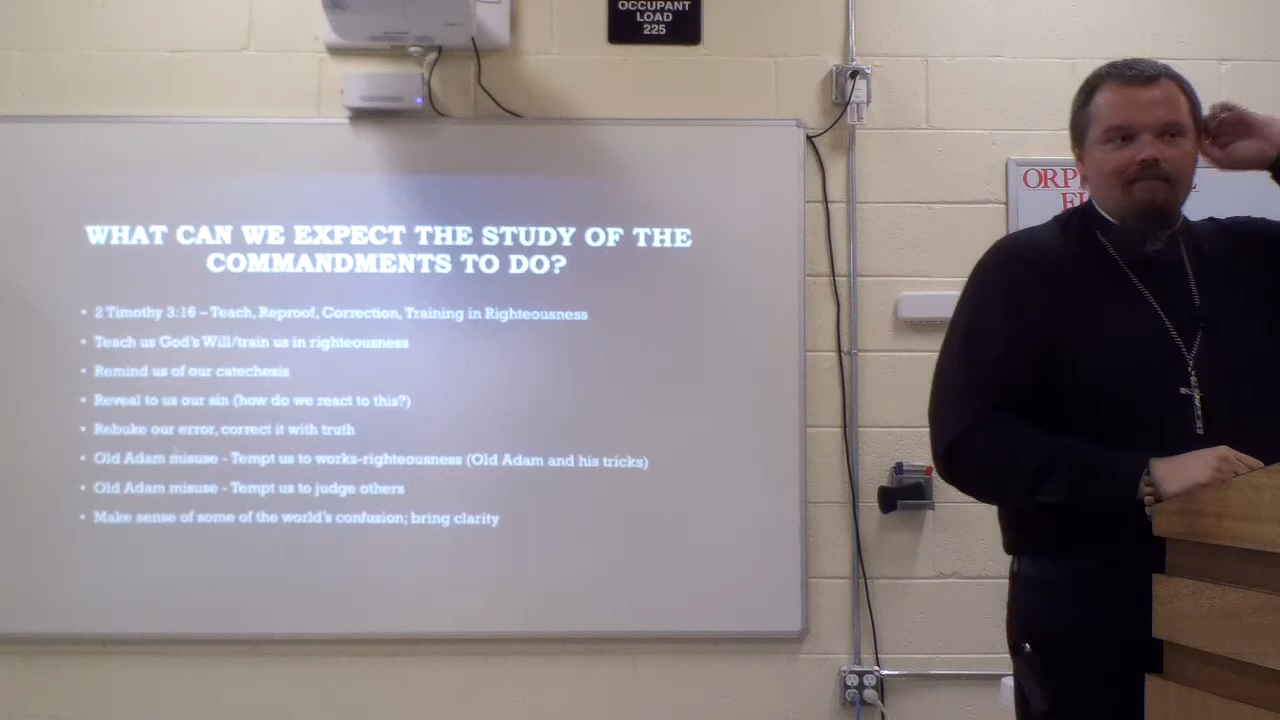 OCCUPANT
LOAD
225
WHAT CAN WE EXPECT THE STUDY OF THE
COMMANDMENTS TO DO?
• 2 Timothy 3:16 – Teach, Reproof, Correction, Training in Righteousness
• Teach us God's Will/train us in righteousness
• Remind us of our catechesis
• Reveal to us our sin (how do we react to this?)
• Rebuke our error, correct it with truth
• Old Adam misuse - Tempt us to works-righteousness (Old Adam and his tricks)
• Old Adam misuse - Tempt us to judge others
• Make sense of some of the world's confusion; bring clarity